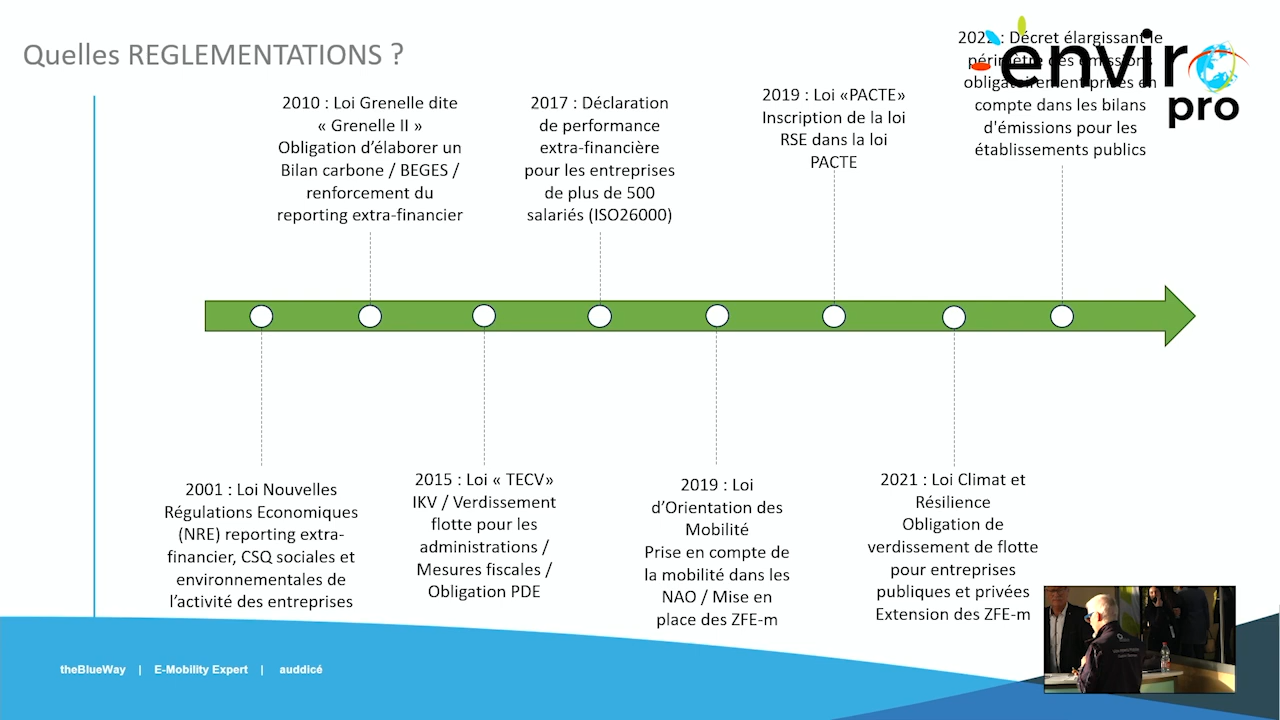 Quelles REGLEMENTATIONS ?
2010 : Loi Grenelle dite
« Grenelle II »
Obligation d’élaborer un
Bilan carbone / BEGES /
renforcement du
reporting extra-financier
2017 : Déclaration
de performance
extra-financière
pour les entreprises
de plus de 500
salariés (ISO26000)
2019 : Loi «PACTE»
Inscription de la loi
RSE dans la loi
PACTE
2022 : Décret élargissant le
périmètre des émissions
obligatoirement prises en
compte dans les bilans
d'émissions pour les
établissements publics
enviro
pro
2001 : Loi Nouvelles
Régulations Economiques
(NRE) reporting extra-
financier, CSQ sociales et
environnementales de
l’activité des entreprises
2015 : Loi « TECV»
IKV / Verdissement
flotte pour les
administrations /
Mesures fiscales /
Obligation PDE
2019 : Loi
d’Orientation des
Mobilité
Prise en compte de
la mobilité dans les
NAO / Mise en
place des ZFE-m
2021 : Loi Climat et
Résilience
Obligation de
verdissement de flotte
pour entreprises
publiques et privées
Extension des ZFE-m
theBlueWay | E-Mobility Expert | auddicé